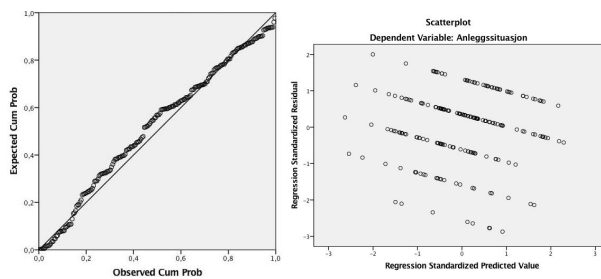 1,0
0,8
0,6
0,4
0,2
0,0
Expected Cum Prob
0,0 0,2 0,4 0,6 0,8 1,0
Observed Cum Prob
Scatterplot
Dependent Variable: Anleggssituasjon
2
1
0
-1
-2
-3
Regression Standardized Residual
-3 -2 -1 0 1 2 3
Regression Standardized Predicted Value